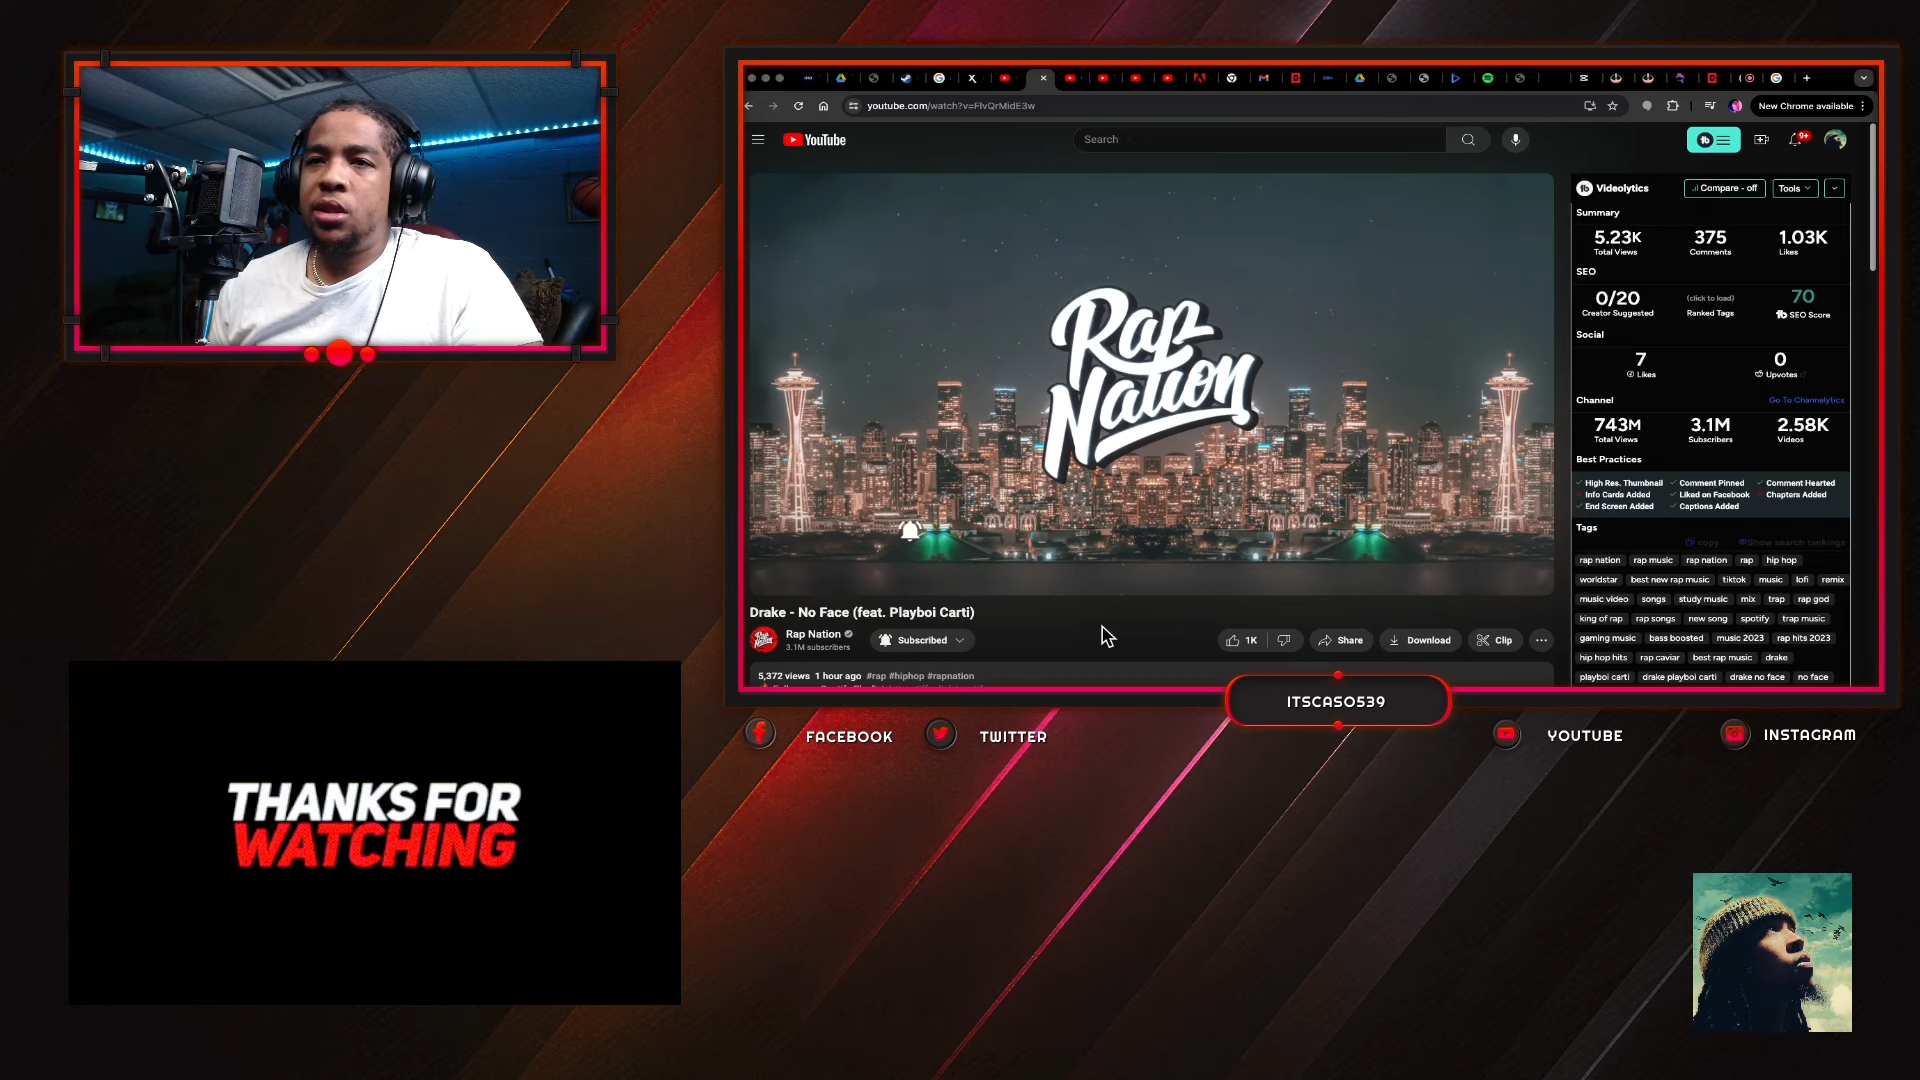 youtube.com/watch?v=FlvQrMidE3w
New Chrome available
YouTube
Search
9+
Rap
Nation
Drake - No Face (feat. Playboi Carti)
Rap Nation
3.1M subscribers
Subscribed
1K
Share
Download
Clip
5,372 views 1 hour ago #rap #hiphop #rapnation
Videolytics
Compare - off
Tools
Summary
5.23K 375 1.03K
Total Views Comments Likes
SEO
0/20 (click to load) 70
Creator Suggested Ranked Tags SEO Score
Social
7 0
Likes Upvotes
Channel Go To Channelytics
743M 3.1M 2.58K
Total Views Subscribers Videos
Best Practices
High Res. Thumbnail Comment Pinned Comment Hearted
Info Cards Added Liked on Facebook Chapters Added
End Screen Added Captions Added
Tags
copy Show search rankings
rap nation rap music rap nation rap hip hop
worldstar best new rap music tiktok music lofi remix
music video songs study music mix trap rap god
king of rap rap songs new song spotify trap music
gaming music bass boosted music 2023 rap hits 2023
hip hop hits rap caviar best rap music drake
playboi carti drake playboi carti drake no face no face
ITSCASO539
FACEBOOK
TWITTER
YOUTUBE
INSTAGRAM
THANKS FOR
WATCHING